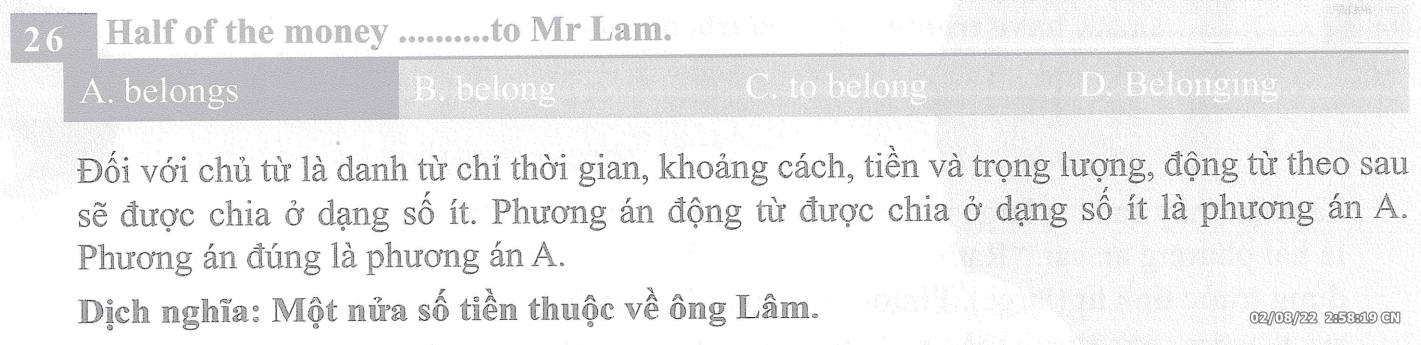 26 Half of the money ..........to Mr Lam.
A. belongs B. belong C. to belong D. Belonging
Đối với chủ từ là danh từ chỉ thời gian, khoảng cách, tiền và trọng lượng, động từ theo sau
sẽ được chia ở dạng số ít. Phương án động từ được chia ở dạng số ít là phương án A.
Phương án đúng là phương án A.
Dịch nghĩa: Một nửa số tiền thuộc về ông Lâm.
02/08/22 2:58:19 CN